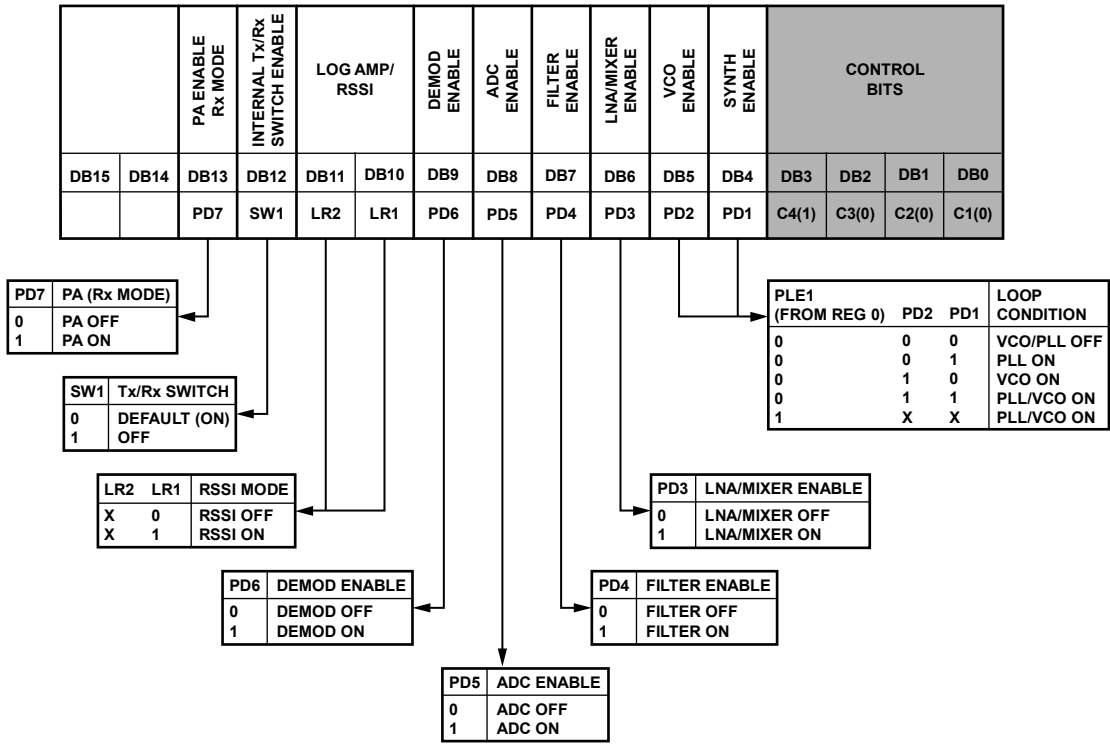 PA ENABLE
Rx MODE
INTERNAL Tx/Rx
SWITCH ENABLE
LOG AMP/
RSSI
DEMOD
ENABLE
ADC
ENABLE
FILTER
ENABLE
LNA/MIXER
ENABLE
VCO
ENABLE
SYNTH
ENABLE
CONTROL
BITS
DB15 DB14 DB13 DB12 DB11 DB10 DB9 DB8 DB7 DB6 DB5 DB4 DB3 DB2 DB1 DB0
PD7 SW1 LR2 LR1 PD6 PD5 PD4 PD3 PD2 PD1 C4(1) C3(0) C2(0) C1(0)
PD7 PA (Rx MODE)
0 PA OFF
1 PA ON
PLE1
(FROM REG 0) PD2 PD1 LOOP
CONDITION
0 0 0 VCO/PLL OFF
0 0 1 PLL ON
0 1 0 VCO ON
0 1 1 PLL/VCO ON
1 X X PLL/VCO ON
SW1 Tx/Rx SWITCH
0 DEFAULT (ON)
1 OFF
LR2 LR1 RSSI MODE
X 0 RSSI OFF
X 1 RSSI ON
PD3 LNA/MIXER ENABLE
0 LNA/MIXER OFF
1 LNA/MIXER ON
PD6 DEMOD ENABLE
0 DEMOD OFF
1 DEMOD ON
PD4 FILTER ENABLE
0 FILTER OFF
1 FILTER ON
PD5 ADC ENABLE
0 ADC OFF
1 ADC ON